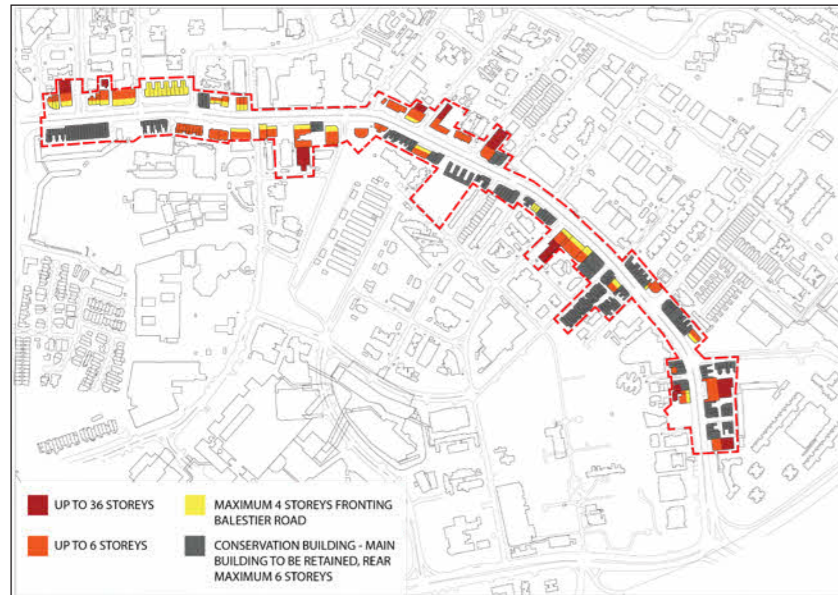 UP TO 36 STOREYS
UP TO 6 STOREYS
MAXIMUM 4 STOREYS FRONTING
BALESTIER ROAD
CONSERVATION BUILDING - MAIN
BUILDING TO BE RETAINED, REAR
MAXIMUM 6 STOREYS